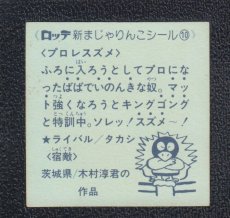 ロッテ新まじゃりんこシール⑩
〈プロレスズメ〉
ふろに入ろうとしてプロにな
ったばばでいのんきな奴。マッ
ト強くなろうとキングゴング
と特訓中。ソレッ!スズメ〜!
★ライバル/タカシ
〈宿敵〉
茨城県/木村淳君の
作品